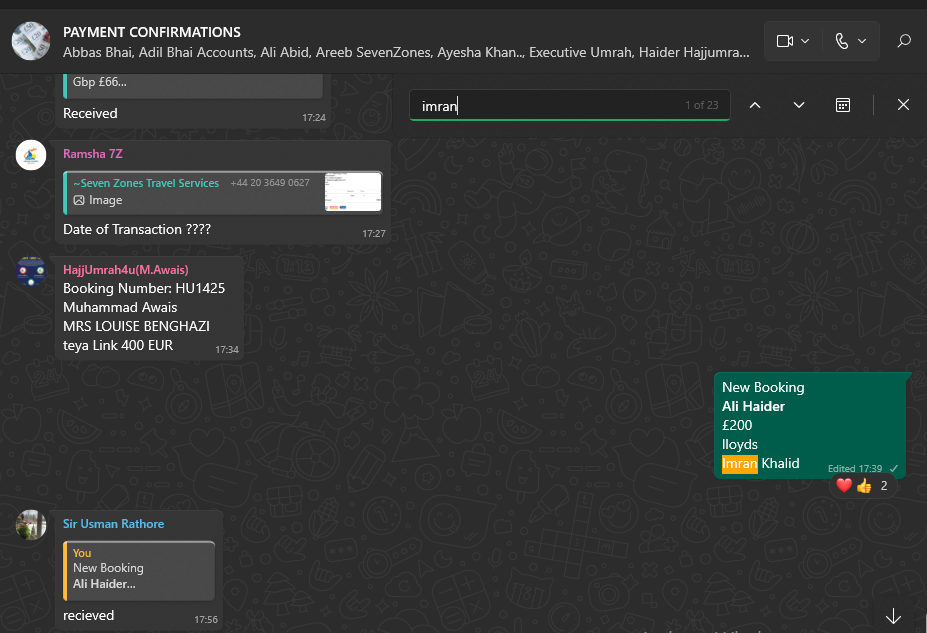 PAYMENT CONFIRMATIONS
Abbas Bhai, Adil Bhai Accounts, Ali Abid, Areeb SevenZones, Ayesha Khan.., Executive Umrah, Haider Hajjumra...
imran
1 of 23
Gbp £66...
Received
17:24
Ramsha 7Z
~Seven Zones Travel Services +44 20 3649 0627
Image
Date of Transaction ????
17:27
HajjUmrah4u(M.Awais)
Booking Number: HU1425
Muhammad Awais
MRS LOUISE BENGHAZI
teya Link 400 EUR
17:34
New Booking
Ali Haider
£200
lloyds
Imran Khalid
Edited 17:39
2
Sir Usman Rathore
You
New Booking
Ali Haider...
recieved
17:56